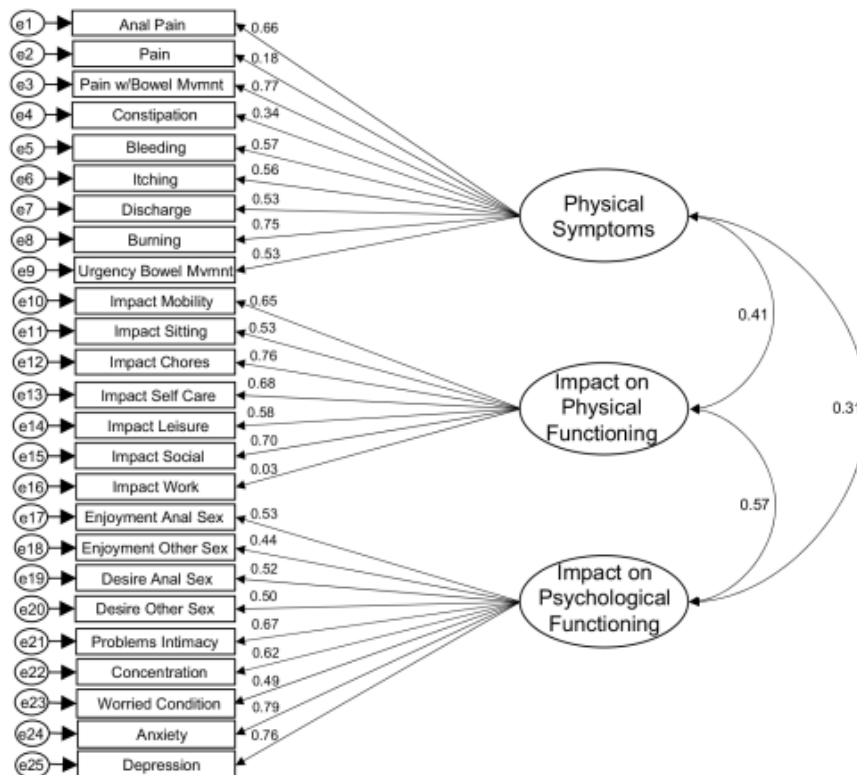 e1 Anal Pain 0.66
e2 Pain 0.18
e3 Pain w/Bowel Mvmnt 0.77
e4 Constipation 0.34
e5 Bleeding 0.57
e6 Itching 0.56
e7 Discharge 0.53
e8 Burning 0.75
e9 Urgency Bowel Mvmnt 0.53
Physical
Symptoms
e10 Impact Mobility 0.65
e11 Impact Sitting 0.53
e12 Impact Chores 0.76
e13 Impact Self Care 0.68
e14 Impact Leisure 0.58
e15 Impact Social 0.70
e16 Impact Work 0.03
Impact on
Physical
Functioning
0.41
0.31
0.57
e17 Enjoyment Anal Sex 0.53
e18 Enjoyment Other Sex 0.44
e19 Desire Anal Sex 0.52
e20 Desire Other Sex 0.50
e21 Problems Intimacy 0.67
e22 Concentration 0.62
e23 Worried Condition 0.49
e24 Anxiety 0.79
e25 Depression 0.76
Impact on
Psychological
Functioning